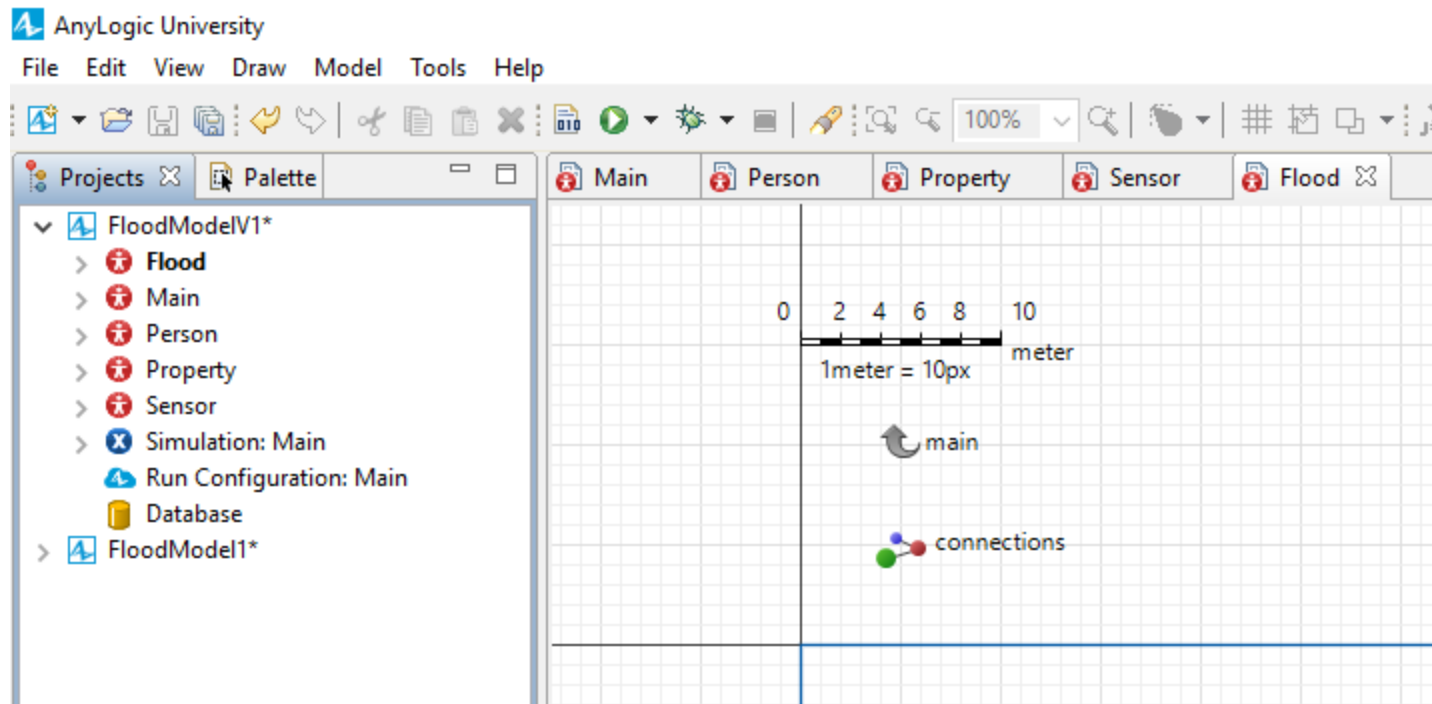 AnyLogic University
File Edit View Draw Model Tools Help
010 100%
Projects Palette
Main Person Property Sensor Flood
FloodModelV1*
Flood
Main
Person
Property
Sensor
Simulation: Main
Run Configuration: Main
Database
FloodModel1*
0 2 4 6 8 10
meter
1meter = 10px
main
connections